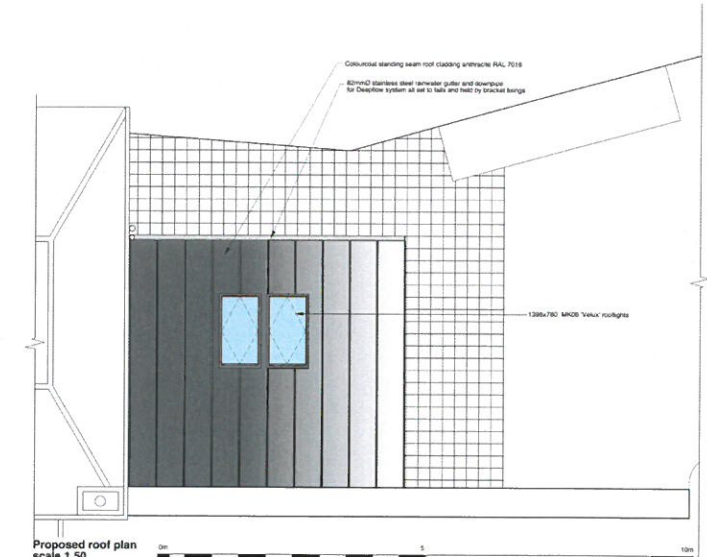 Colourcoat standing seam roof cladding anthracite RAL 7016
82mmD stainless steel rainwater gutter and downpipe
for Deepflow system all set to falls and held by bracket fixings
1398x780 MK08 'Velux' rooflights
Proposed roof plan
scale 1.50
0m 5 10m